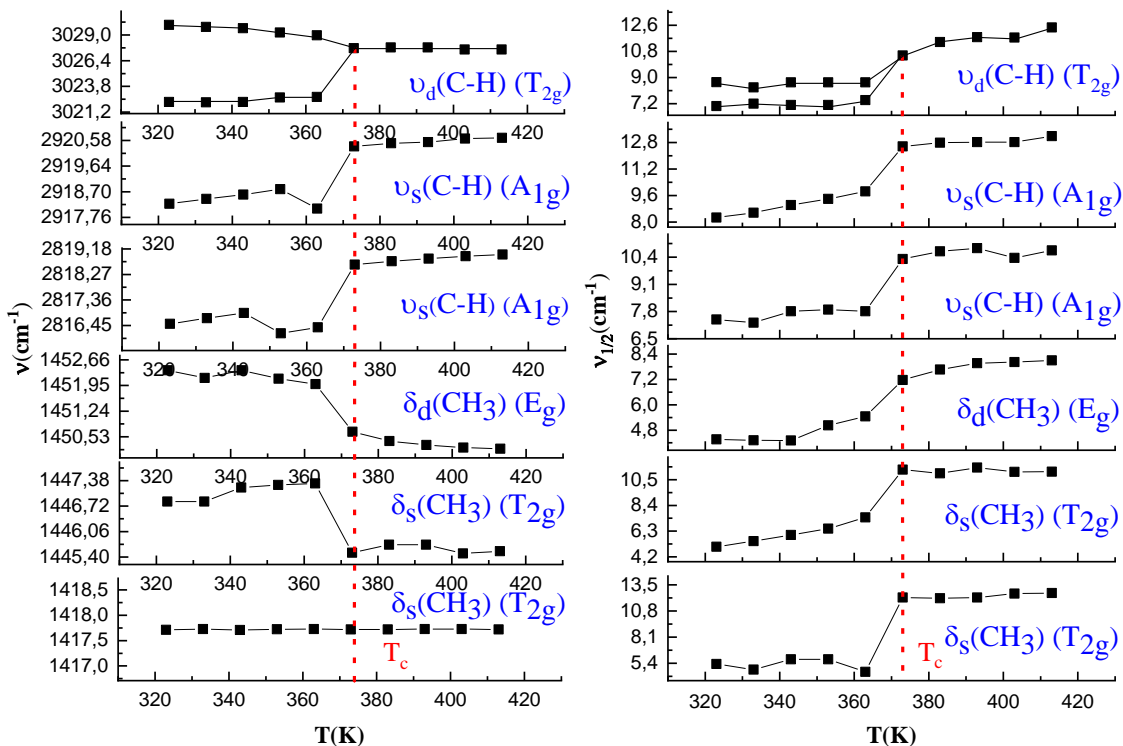 3029,0
3026,4
3023,8
3021,2
υd(C-H) (T2g)
320 340 360 380 400 420
2920,58
2919,64
2918,70
2917,76
υs(C-H) (A1g)
320 340 360 380 400 420
2819,18
2818,27
2817,36
2816,45
υs(C-H) (A1g)
320 340 360 380 400 420
1452,66
1451,95
1451,24
1450,53
δd(CH3) (Eg)
320 340 360 380 400 420
1447,38
1446,72
1446,06
1445,40
δs(CH3) (T2g)
320 340 360 380 400 420
1418,5
1417,8
1417,0
δs(CH3) (T2g)
Tc
320 340 360 380 400 420
ν(cm-1)
T(K)
12,6
10,8
9,0
7,2
υd(C-H) (T2g)
12,8
11,2
9,6
8,0
υs(C-H) (A1g)
10,4
9,1
7,8
6,5
υs(C-H) (A1g)
8,4
7,2
6,0
4,8
δd(CH3) (Eg)
10,5
8,4
6,3
4,2
δs(CH3) (T2g)
13,5
10,8
8,1
5,4
δs(CH3) (T2g)
Tc
320 340 360 380 400 420
ν1/2(cm-1)
T(K)